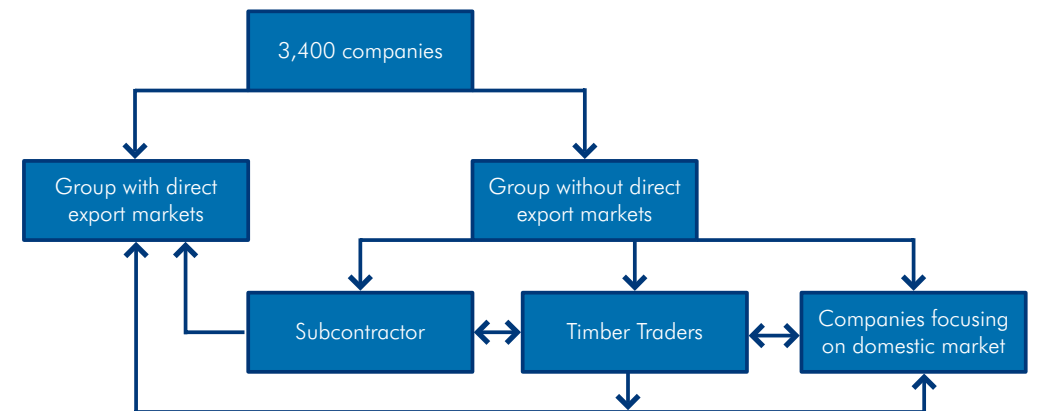 3,400 companies
Group with direct
export markets
Group without direct
export markets
Subcontractor
Timber Traders
Companies focusing
on domestic market